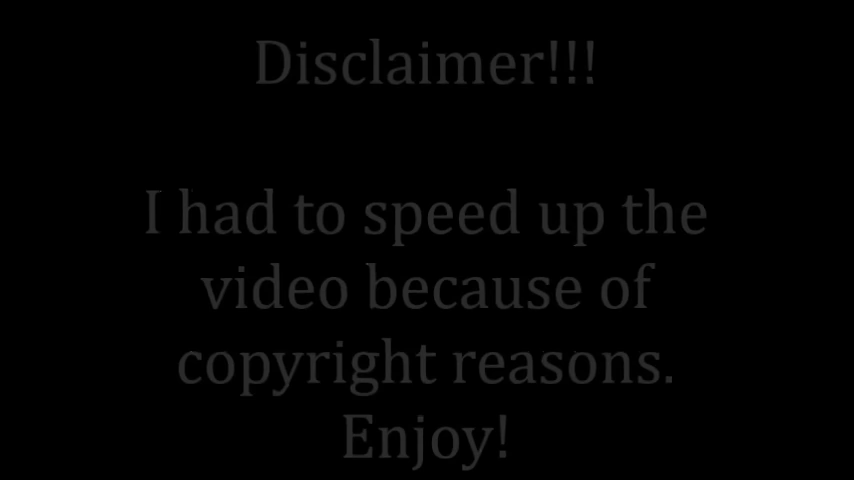 Disclaimer!!!
I had to speed up the
video because of
copyright reasons.
Enjoy!